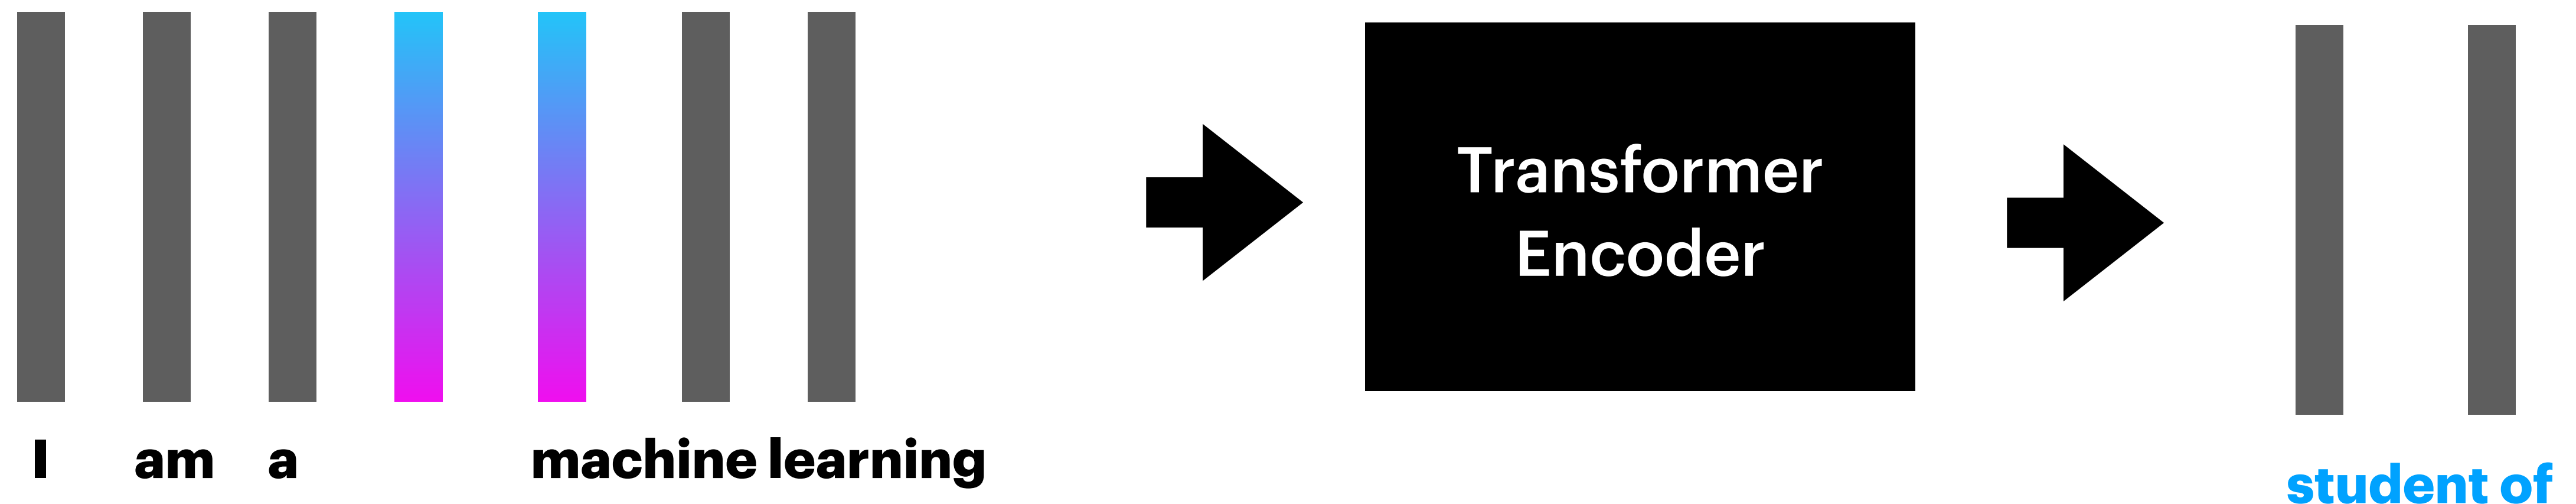 I am a machine learning
Transformer
Encoder
student of